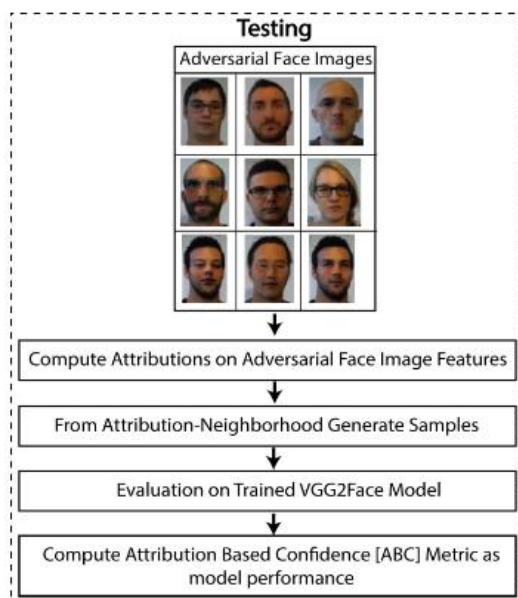 Testing
Adversarial Face Images
Compute Attributions on Adversarial Face Image Features
From Attribution-Neighborhood Generate Samples
Evaluation on Trained VGG2Face Model
Compute Attribution Based Confidence [ABC] Metric as
model performance